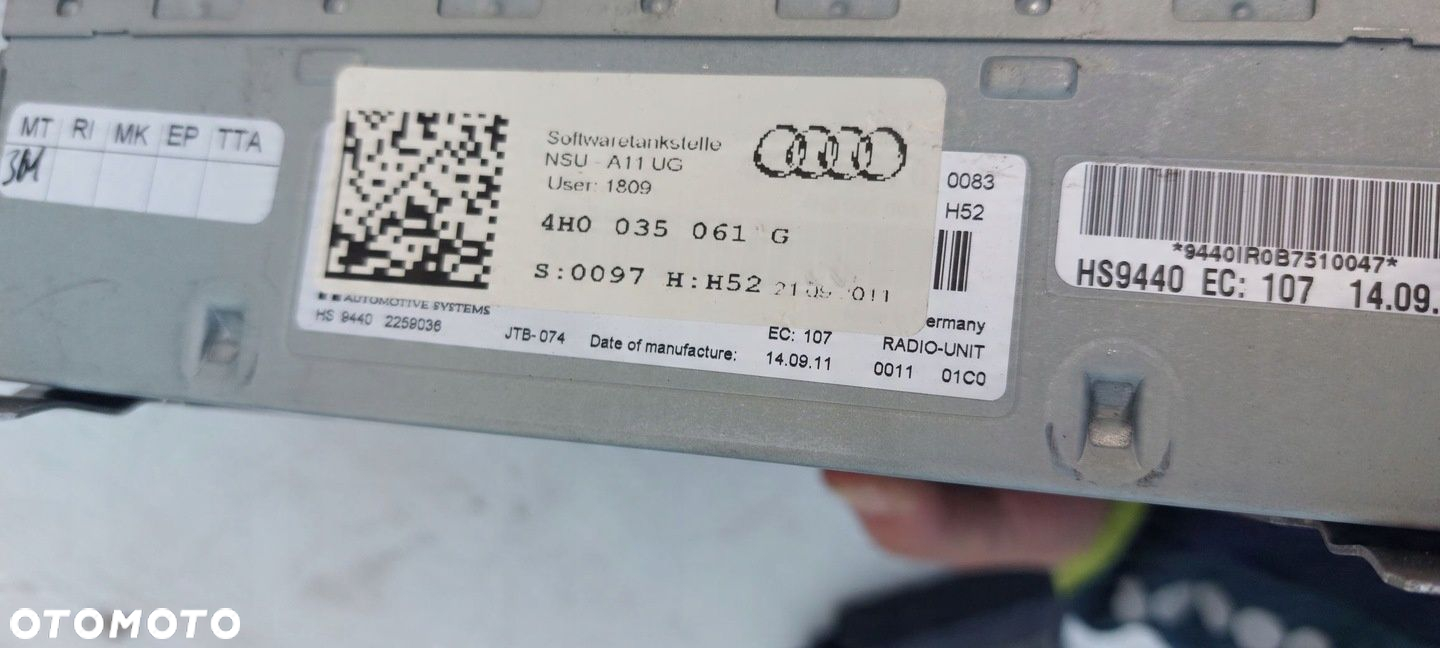 MT RI MK EP TTA
3M
Softwaretankstelle
NSU - A11 UG
User: 1809
4H0 035 061 G
S:0097 H:H52 21.09. 011
0083
H52
AUTOMOTIVE SYSTEMS
HS 9440 2259036
JTB-074 Date of manufacture:
EC: 107
14.09.11
ermany
RADIO-UNIT
0011 01C0
*9440IR0B7510047*
HS9440 EC: 107 14.09.
OTOMOTO